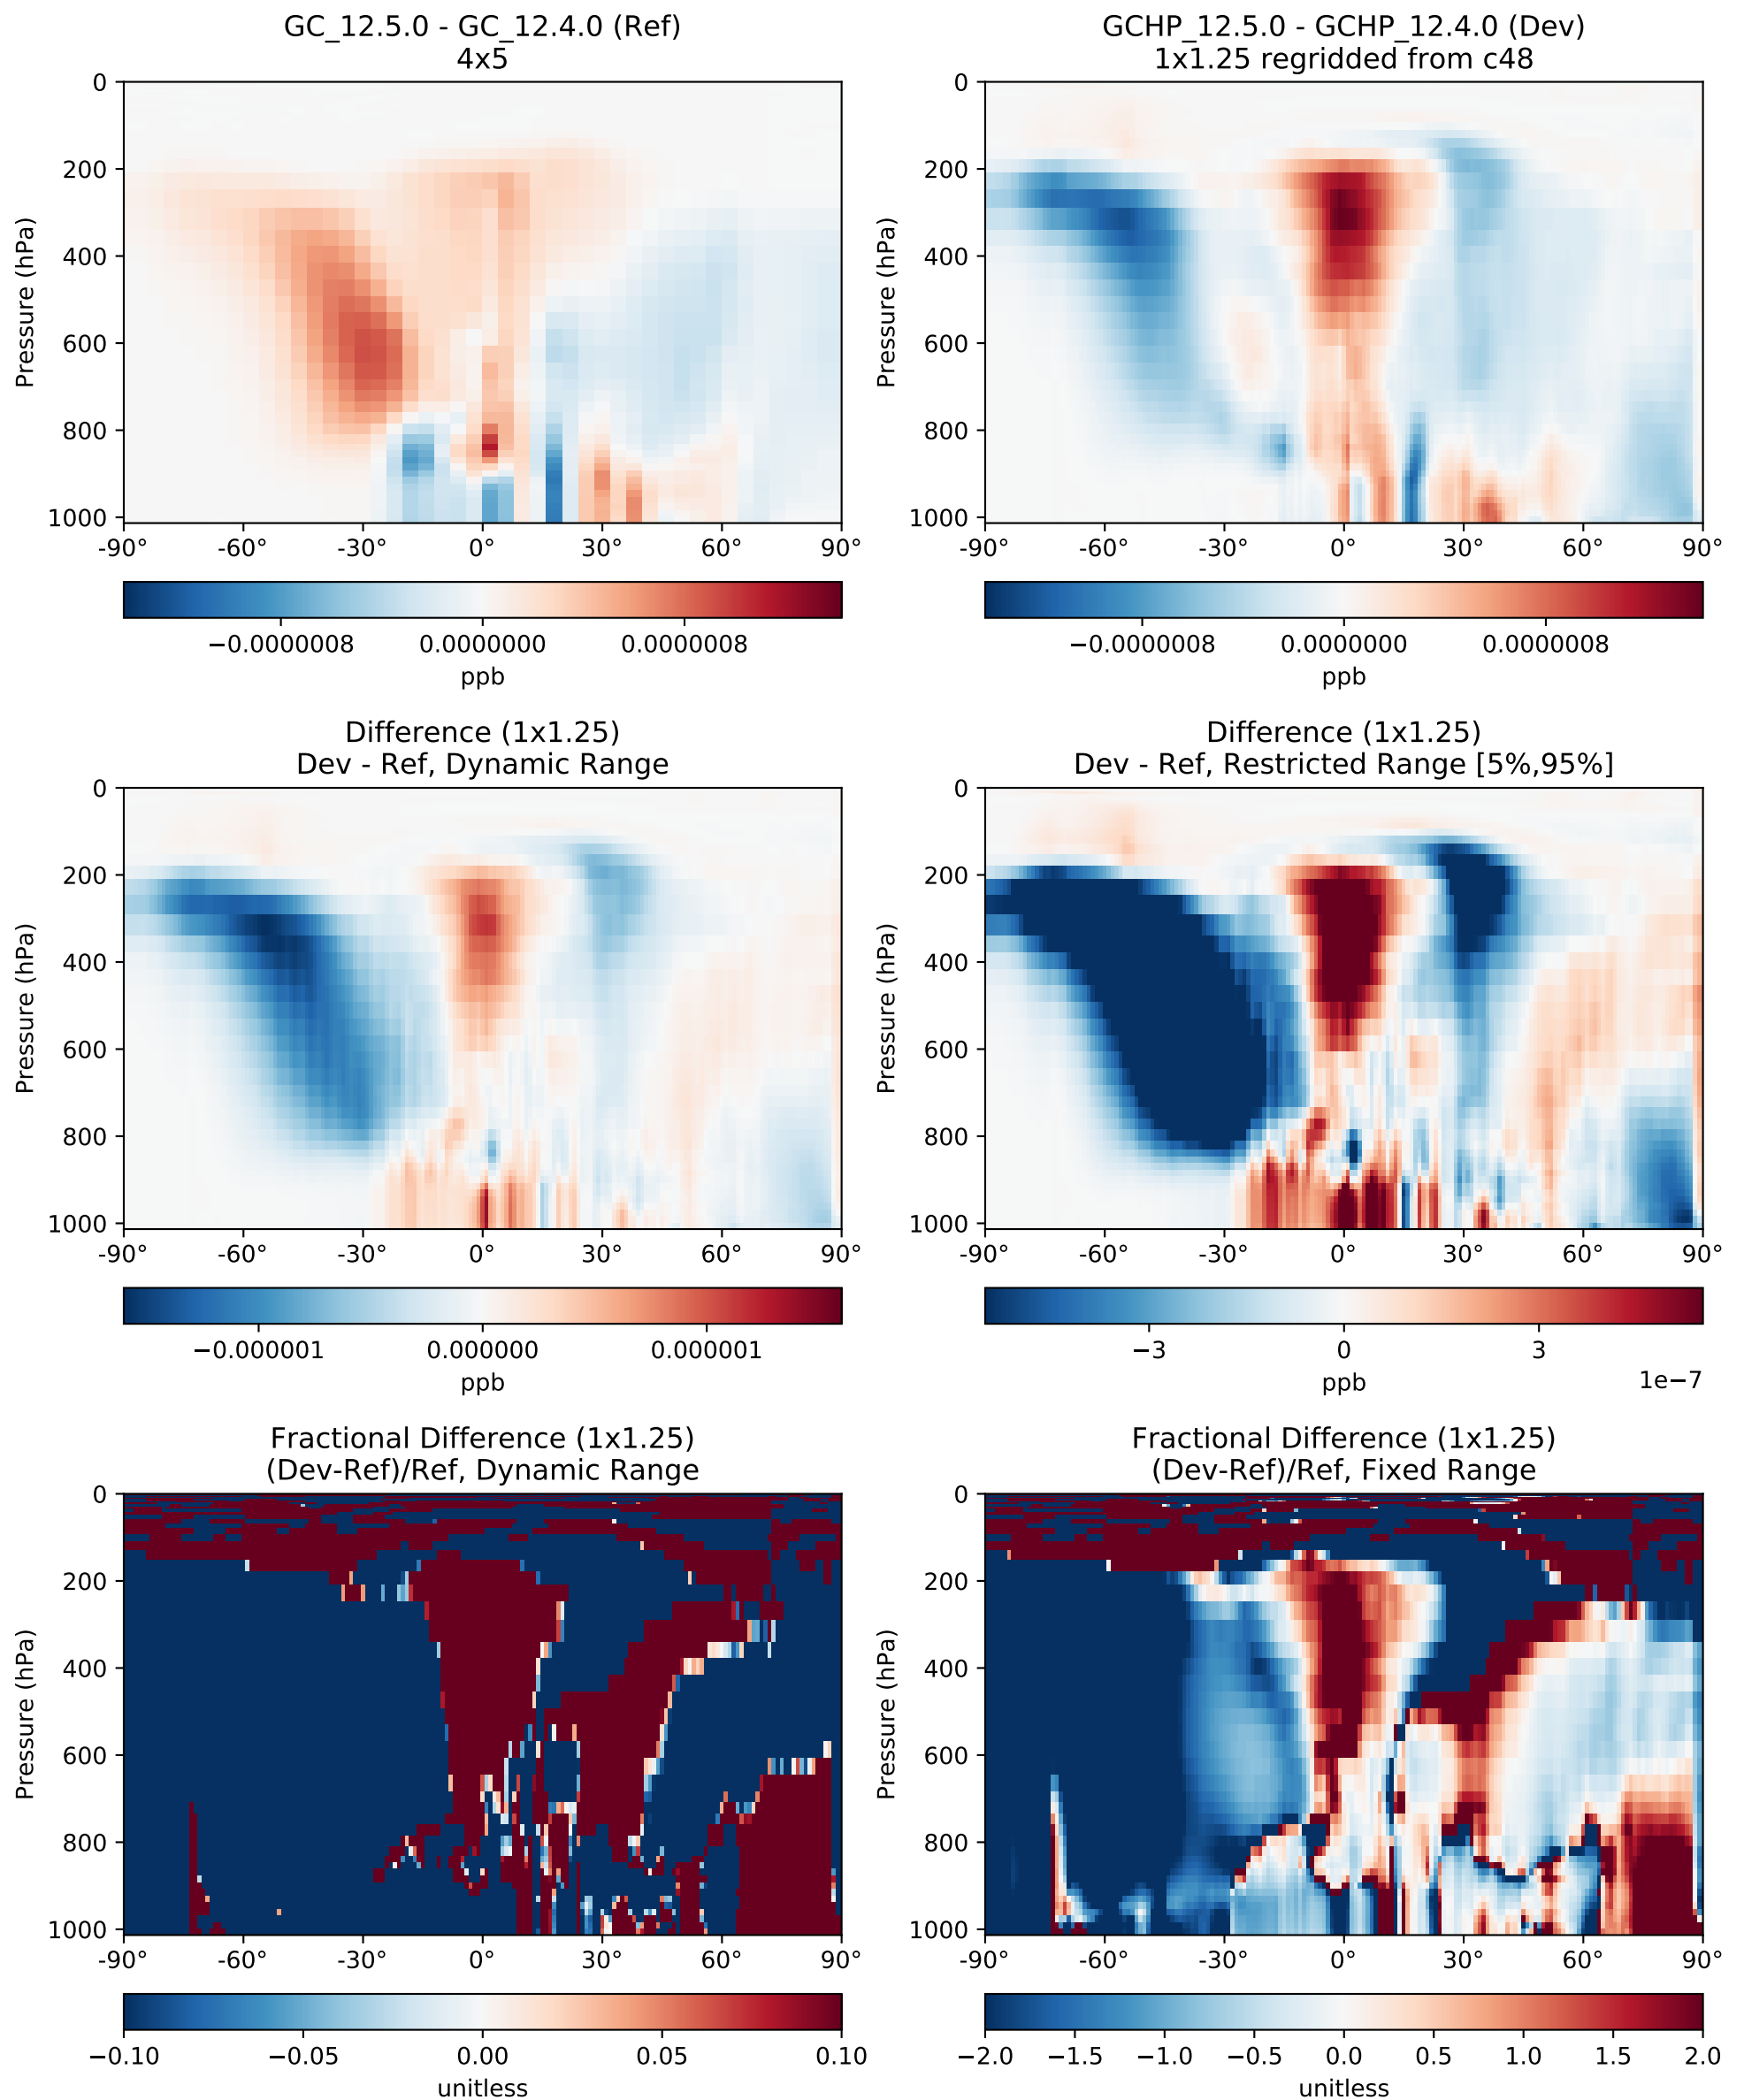 GC_12.5.0 - GC_12.4.0 (Ref)
4x5
0
200
400
600
800
1000
Pressure (hPa)
-90° -60° -30° 0° 30° 60° 90°
−0.0000008 0.0000000 0.0000008
ppb
GCHP_12.5.0 - GCHP_12.4.0 (Dev)
1x1.25 regridded from c48
0
200
400
600
800
1000
Pressure (hPa)
-90° -60° -30° 0° 30° 60° 90°
−0.0000008 0.0000000 0.0000008
ppb
Difference (1x1.25)
Dev - Ref, Dynamic Range
0
200
400
600
800
1000
Pressure (hPa)
-90° -60° -30° 0° 30° 60° 90°
−0.000001 0.000000 0.000001
ppb
Difference (1x1.25)
Dev - Ref, Restricted Range [5%,95%]
0
200
400
600
800
1000
Pressure (hPa)
-90° -60° -30° 0° 30° 60° 90°
−3 0 3
ppb
1e−7
Fractional Difference (1x1.25)
(Dev-Ref)/Ref, Dynamic Range
0
200
400
600
800
1000
Pressure (hPa)
-90° -60° -30° 0° 30° 60° 90°
−0.10 −0.05 0.00 0.05 0.10
unitless
Fractional Difference (1x1.25)
(Dev-Ref)/Ref, Fixed Range
0
200
400
600
800
1000
Pressure (hPa)
-90° -60° -30° 0° 30° 60° 90°
−2.0 −1.5 −1.0 −0.5 0.0 0.5 1.0 1.5 2.0
unitless